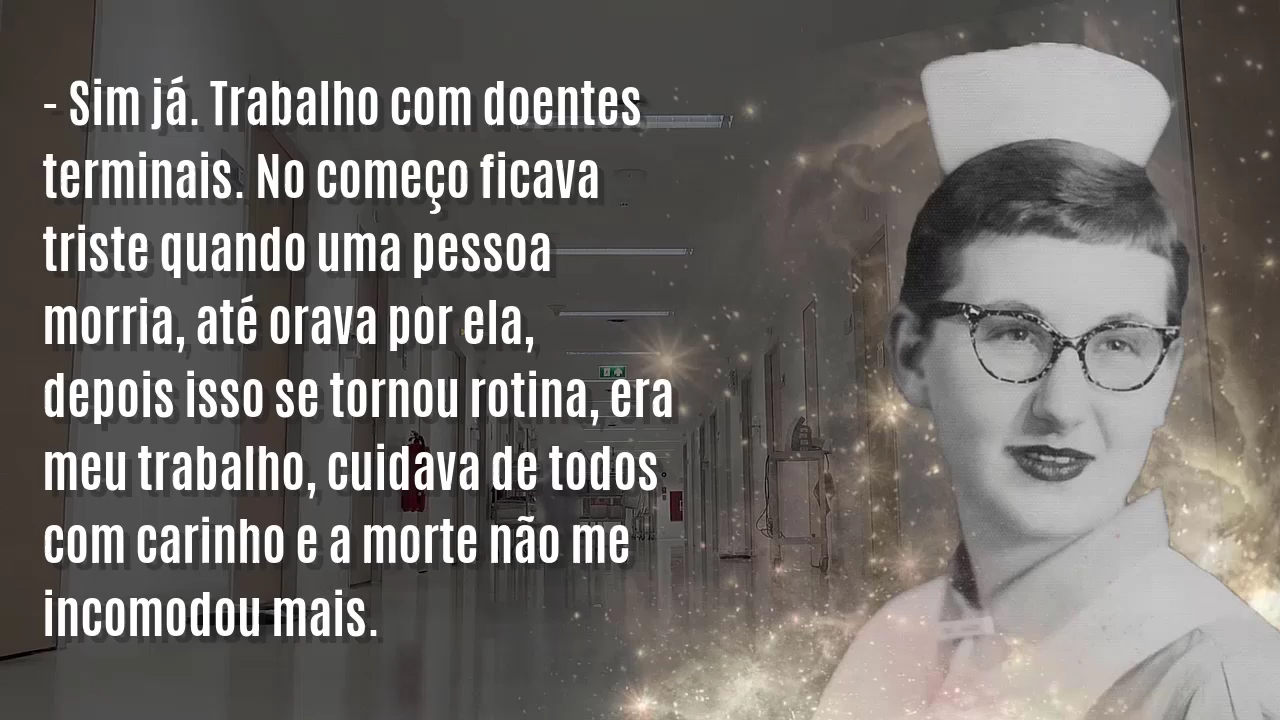 - Sim já. Trabalho com doentes
terminais. No começo ficava
triste quando uma pessoa
morria, até orava por ela,
depois isso se tornou rotina, era
meu trabalho, cuidava de todos
com carinho e a morte não me
incomodou mais.